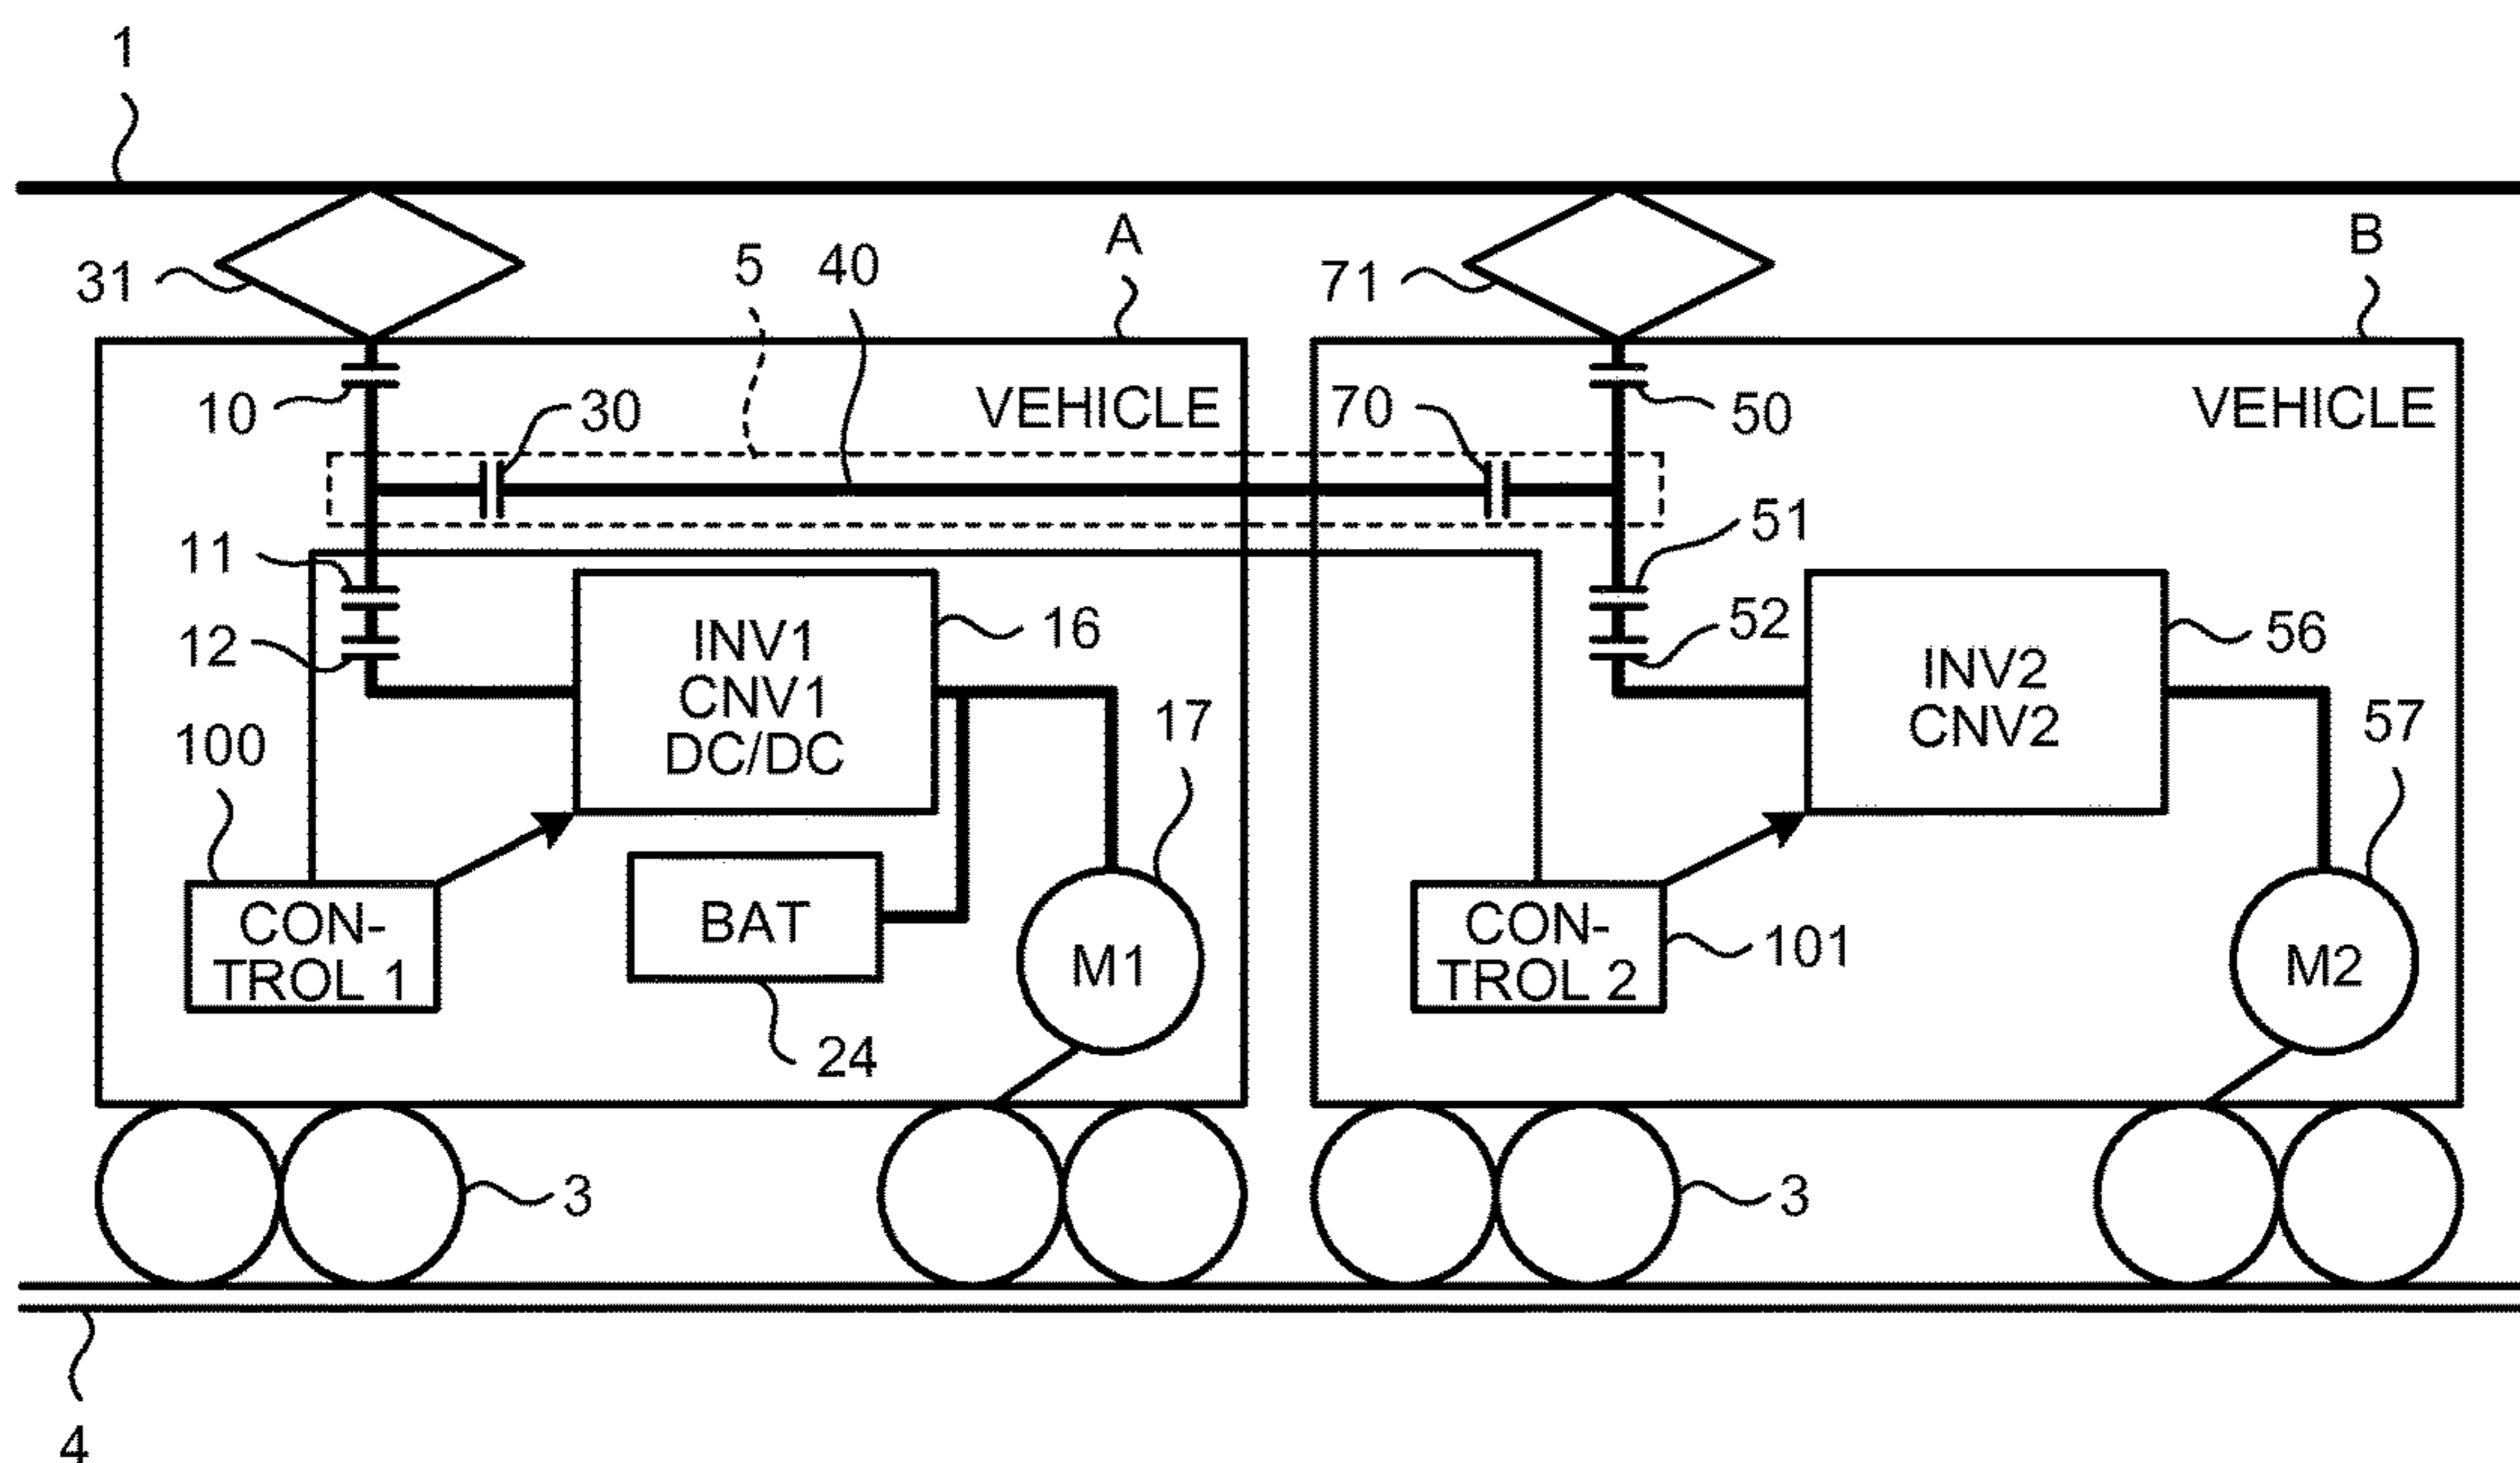 1
A
B
5
40
31
71
VEHICLE
VEHICLE
10
30
70
50
11
51
12
16
52
56
INV1
CNV1
DC/DC
INV2
CNV2
17
57
100
CON-
TROL 1
BAT
M1
CON-
TROL 2
101
M2
24
3
3
4